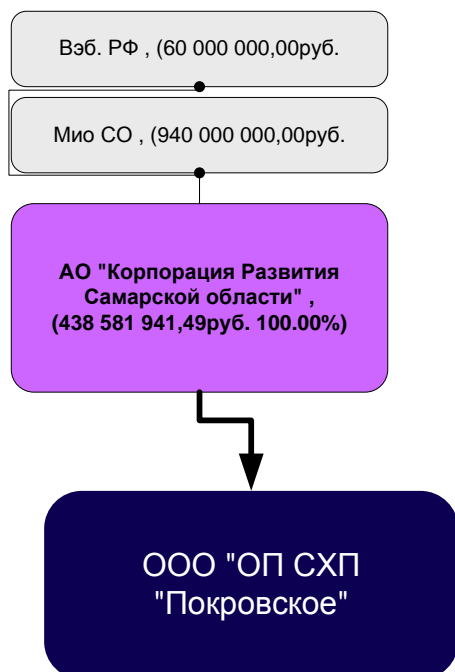 Вэб. РФ , (60 000 000,00руб.
Мио СО , (940 000 000,00руб.
АО "Корпорация Развития
Самарской области" ,
(438 581 941,49руб. 100.00%)
ООО "ОП СХП
"Покровское"